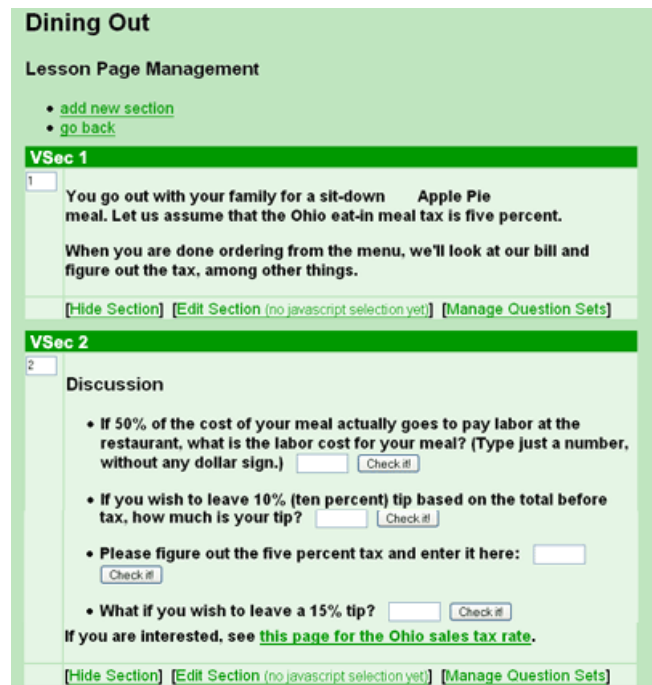 Dining Out
Lesson Page Management
• add new section
• go back
VSec 1
1
You go out with your family for a sit-down Apple Pie
meal. Let us assume that the Ohio eat-in meal tax is five percent.
When you are done ordering from the menu, we'll look at our bill and
figure out the tax, among other things.
[Hide Section] [Edit Section (no javascript selection yet)] [Manage Question Sets]
VSec 2
2
Discussion
• If 50% of the cost of your meal actually goes to pay labor at the
restaurant, what is the labor cost for your meal? (Type just a number,
without any dollar sign.) Check it!
• If you wish to leave 10% (ten percent) tip based on the total before
tax, how much is your tip? Check it!
• Please figure out the five percent tax and enter it here:
Check it!
• What if you wish to leave a 15% tip? Check it!
If you are interested, see this page for the Ohio sales tax rate.
[Hide Section] [Edit Section (no javascript selection yet)] [Manage Question Sets]